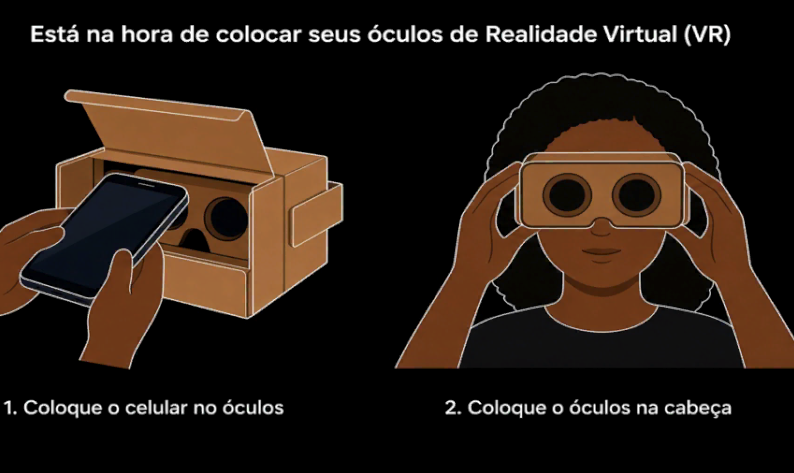 Está na hora de colocar seus óculos de Realidade Virtual (VR)
1. Coloque o celular no óculos
2. Coloque o óculos na cabeça